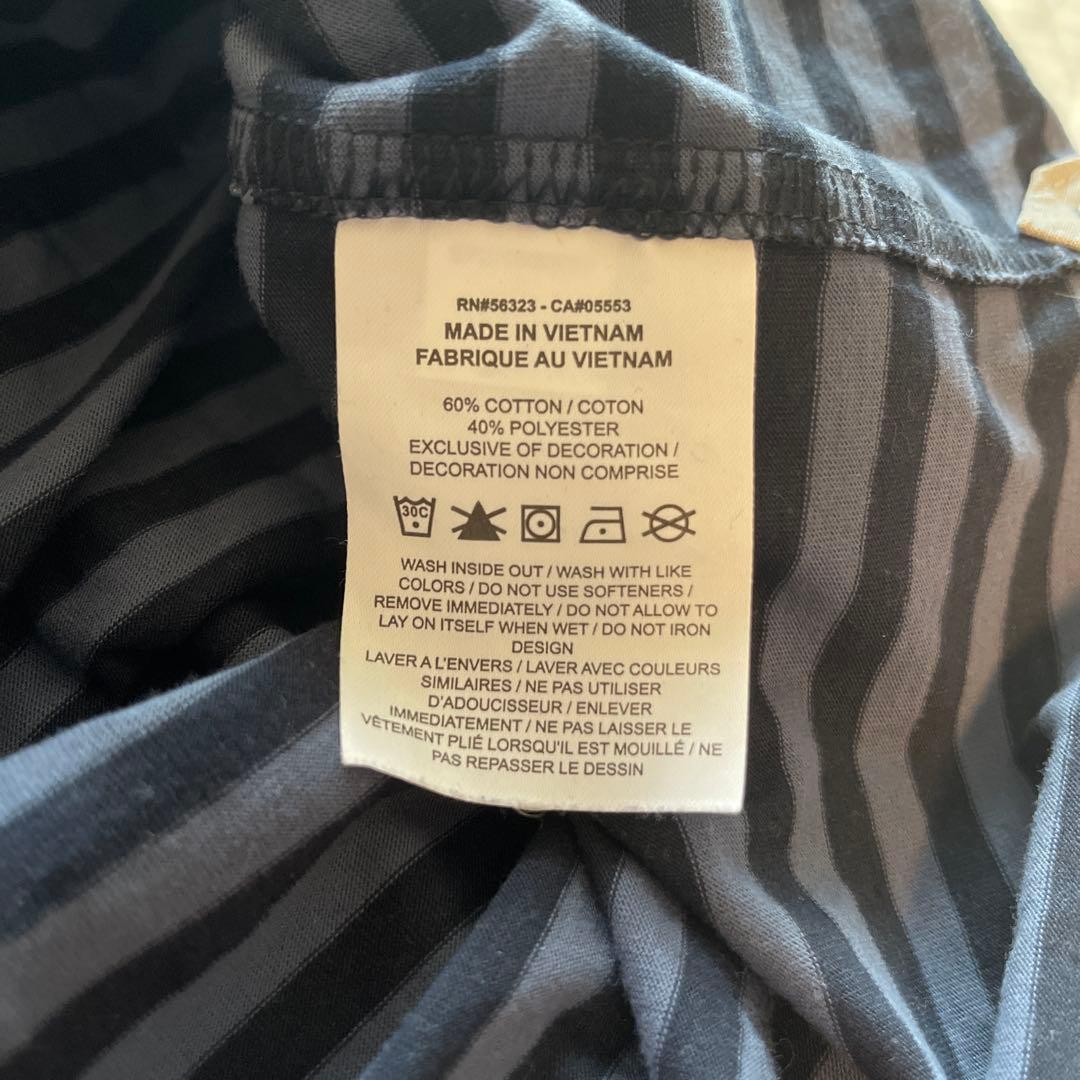 RN#56323 - CA#05553
MADE IN VIETNAM
FABRIQUE AU VIETNAM
60% COTTON / COTON
40% POLYESTER
EXCLUSIVE OF DECORATION /
DECORATION NON COMPRISE
30C
WASH INSIDE OUT / WASH WITH LIKE
COLORS / DO NOT USE SOFTENERS /
REMOVE IMMEDIATELY / DO NOT ALLOW TO
LAY ON ITSELF WHEN WET / DO NOT IRON
DESIGN
LAVER A L'ENVERS / LAVER AVEC COULEURS
SIMILAIRES / NE PAS UTILISER
D'ADOUCISSEUR / ENLEVER
IMMEDIATEMENT / NE PAS LAISSER LE
VÊTEMENT PLIÉ LORSQU'IL EST MOUILLÉ / NE
PAS REPASSER LE DESSIN